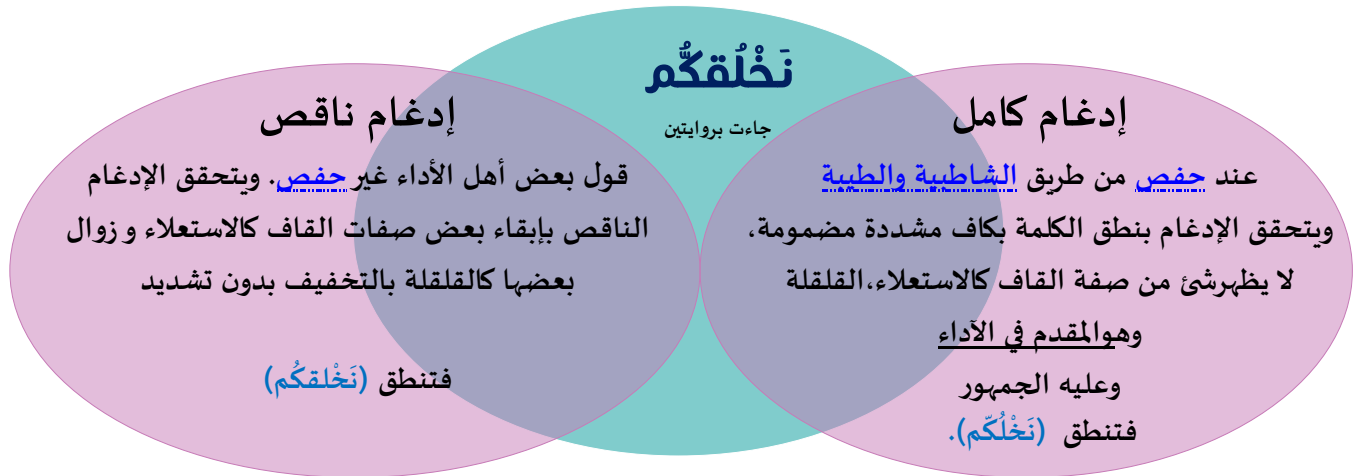 نَخْلُقكُّم
جاءت بروايتين
إدغام كامل
عند حفص من طريق الشاطبية والطيبة
ويتحقق الإدغام بنطق الكلمة بكاف مشددة مضمومة،
لا يظهرشئ من صفة القاف كالاستعلاء،القلقلة
وهوالمقدم في الآداء
وعليه الجمهور
فتنطق (نَخْلُكّم).
إدغام ناقص
قول بعض أهل الأداء غير حفص. ويتحقق الإدغام
الناقص بإبقاء بعض صفات القاف كالاستعلاء و زوال
بعضها كالقلقلة بالتخفيف بدون تشديد
فتنطق (نَخْلقكُم)